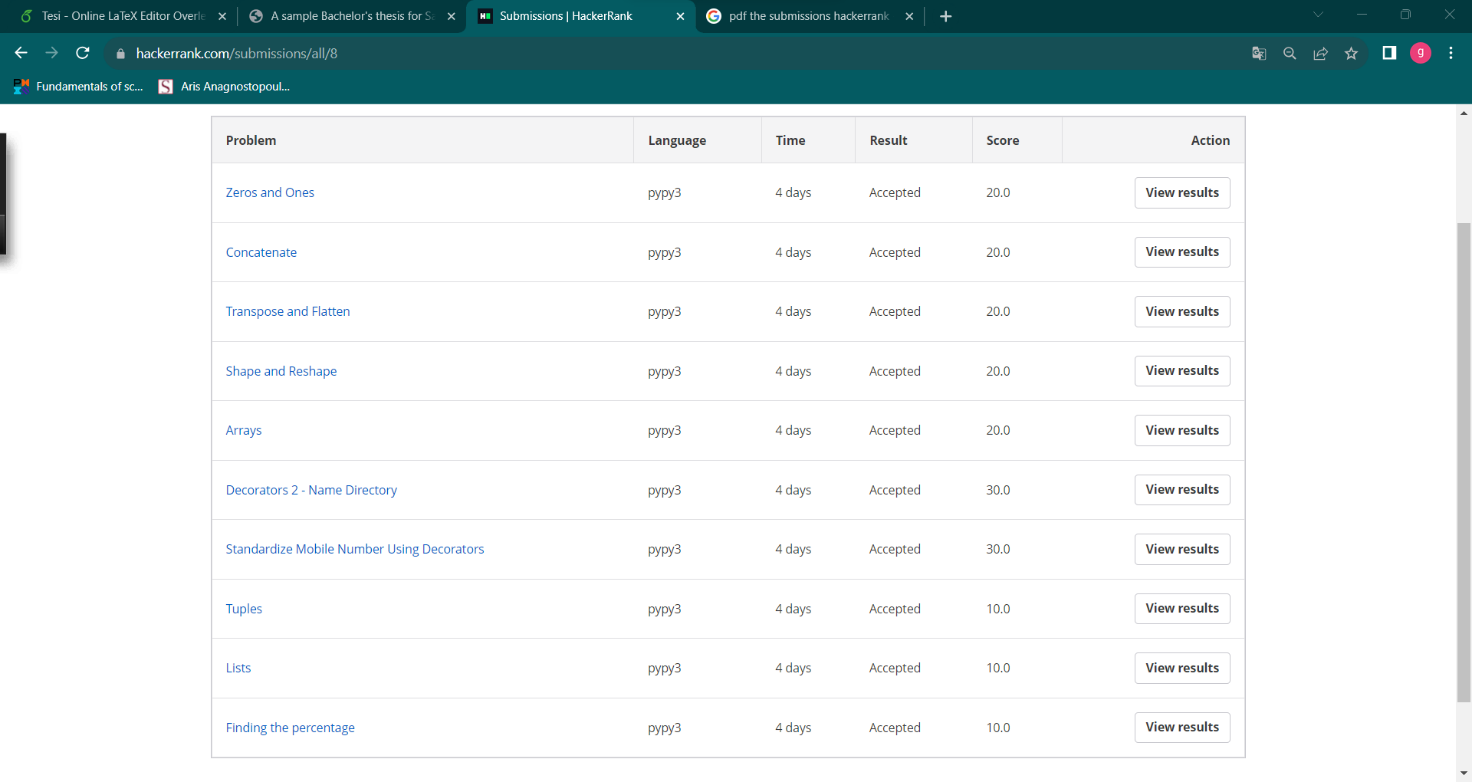 Tesi - Online LaTeX Editor Overle
A sample Bachelor's thesis for Sa
Submissions | HackerRank
pdf the submissions hackerrank
hackerrank.com/submissions/all/8
g
Fundamentals of sc...
Aris Anagnostopoul...
Problem Language Time Result Score Action
Zeros and Ones pypy3 4 days Accepted 20.0 View results
Concatenate pypy3 4 days Accepted 20.0 View results
Transpose and Flatten pypy3 4 days Accepted 20.0 View results
Shape and Reshape pypy3 4 days Accepted 20.0 View results
Arrays pypy3 4 days Accepted 20.0 View results
Decorators 2 - Name Directory pypy3 4 days Accepted 30.0 View results
Standardize Mobile Number Using Decorators pypy3 4 days Accepted 30.0 View results
Tuples pypy3 4 days Accepted 10.0 View results
Lists pypy3 4 days Accepted 10.0 View results
Finding the percentage pypy3 4 days Accepted 10.0 View results